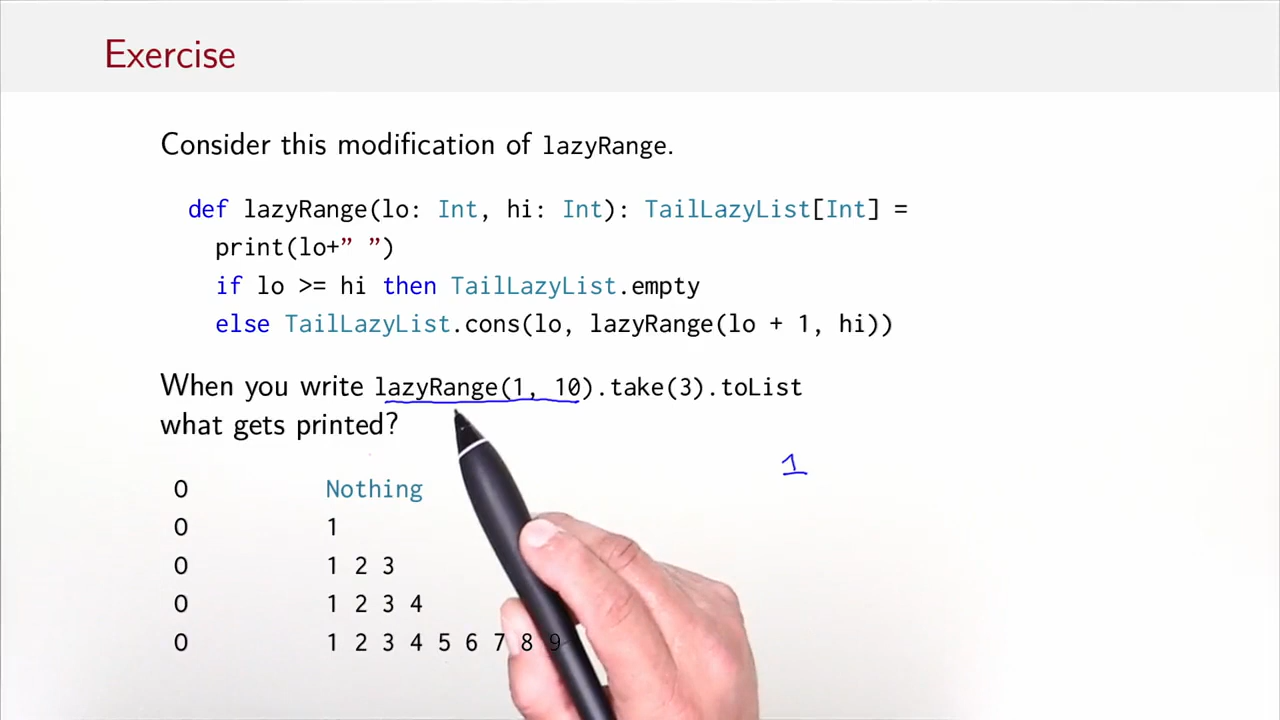 Exercise
Consider this modification of lazyRange.
def lazyRange(lo: Int, hi: Int): TailLazyList[Int] =
print(lo+” ”)
if lo >= hi then TailLazyList.empty
else TailLazyList.cons(lo, lazyRange(lo + 1, hi))
When you write lazyRange(1, 10).take(3).toList
what gets printed?
1
O Nothing
O 1
O 1 2 3
O 1 2 3 4
O 1 2 3 4 5 6 7 8 9